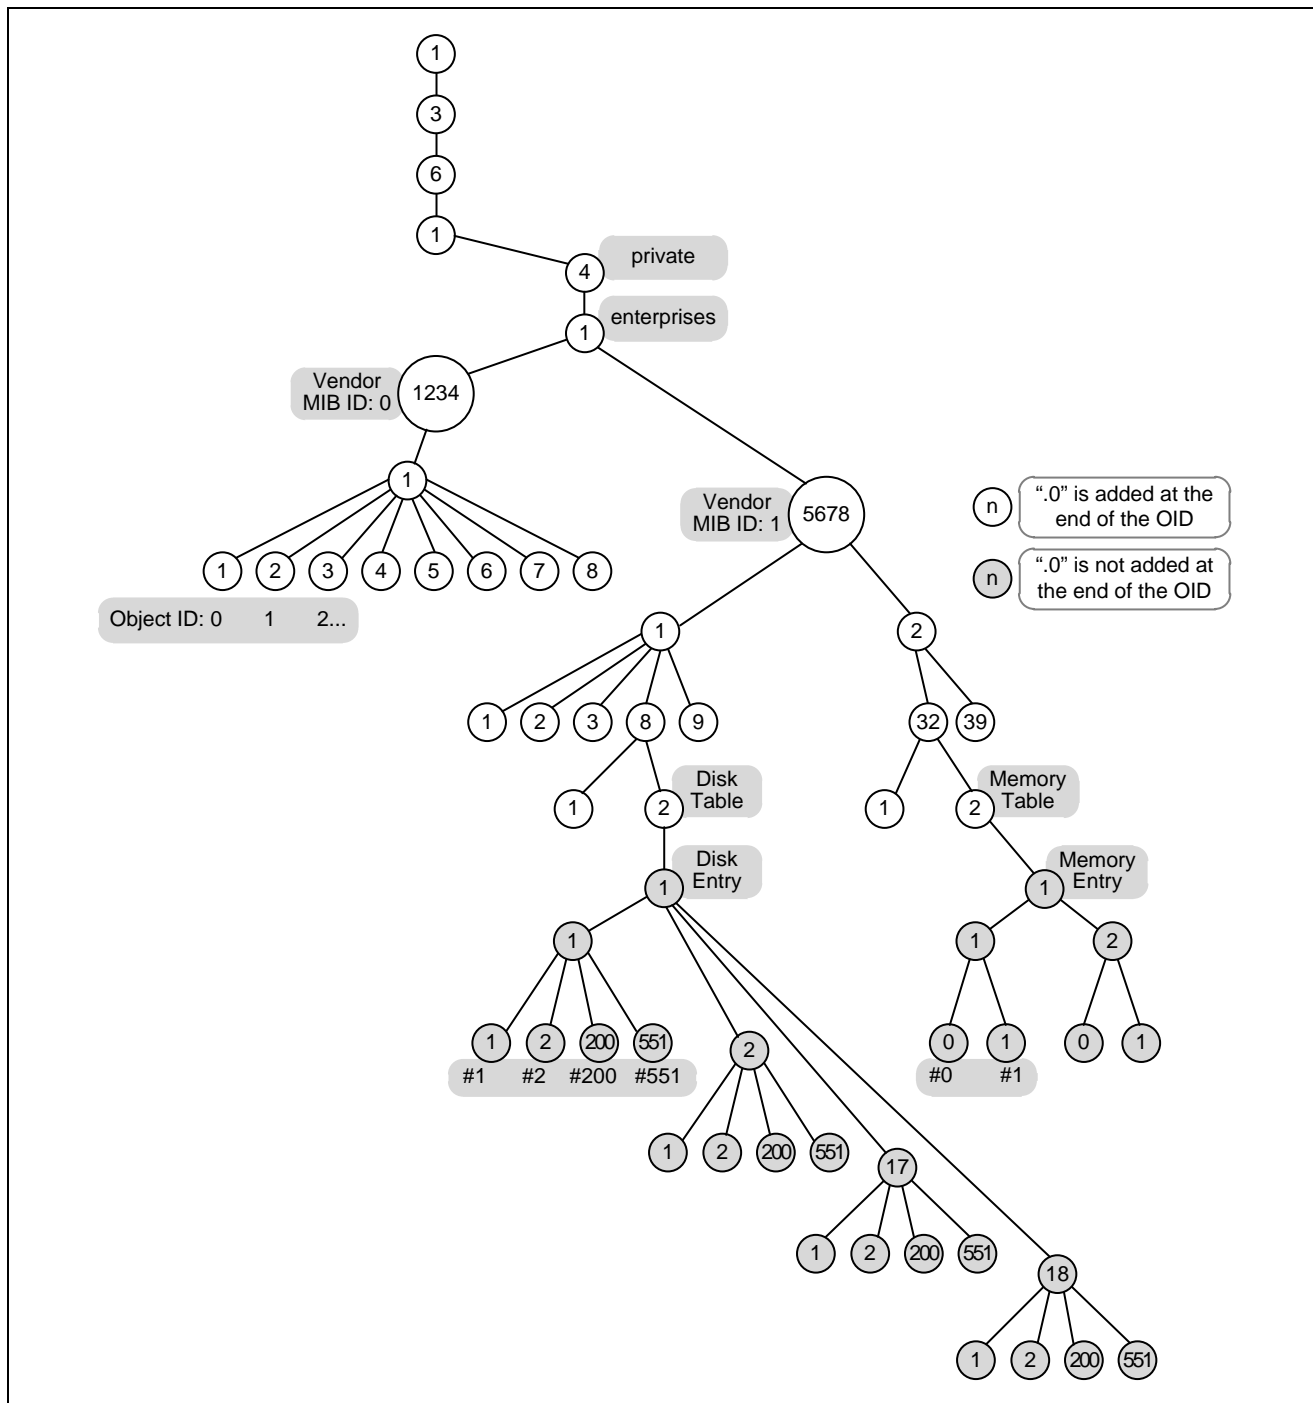 1
3
6
1
private
4
enterprises
1
Vendor
MIB ID: 0
1234
1
Vendor
MIB ID: 1
5678
n
“.0” is added at the
end of the OID
n
“.0” is not added at
the end of the OID
1 2 3 4 5 6 7 8
Object ID: 0 1 2...
1 2
1 2 3 8 9 32 39
Disk
Table
Memory
Table
1 2 1 2
Disk
Entry
Memory
Entry
1 1
1 1 2
1 2 200 551 2 0 1 0 1
#1 #2 #200 #551 #0 #1
1 2 200 551
17
1 2 200 551
18
1 2 200 551